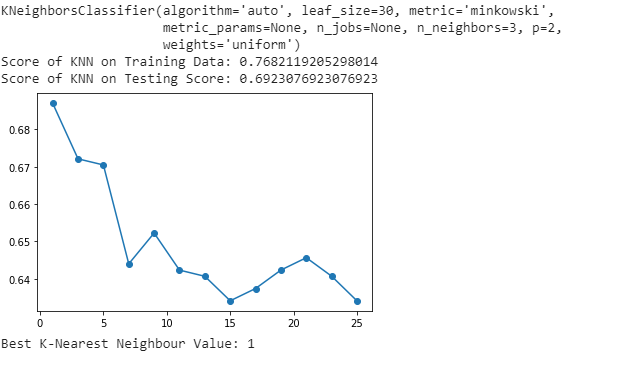 KNeighborsClassifier(algorithm='auto', leaf_size=30, metric='minkowski',
metric_params=None, n_jobs=None, n_neighbors=3, p=2,
weights='uniform')
Score of KNN on Training Data: 0.7682119205298014
Score of KNN on Testing Score: 0.6923076923076923
0.68
0.67
0.66
0.65
0.64
0 5 10 15 20 25
Best K-Nearest Neighbour Value: 1